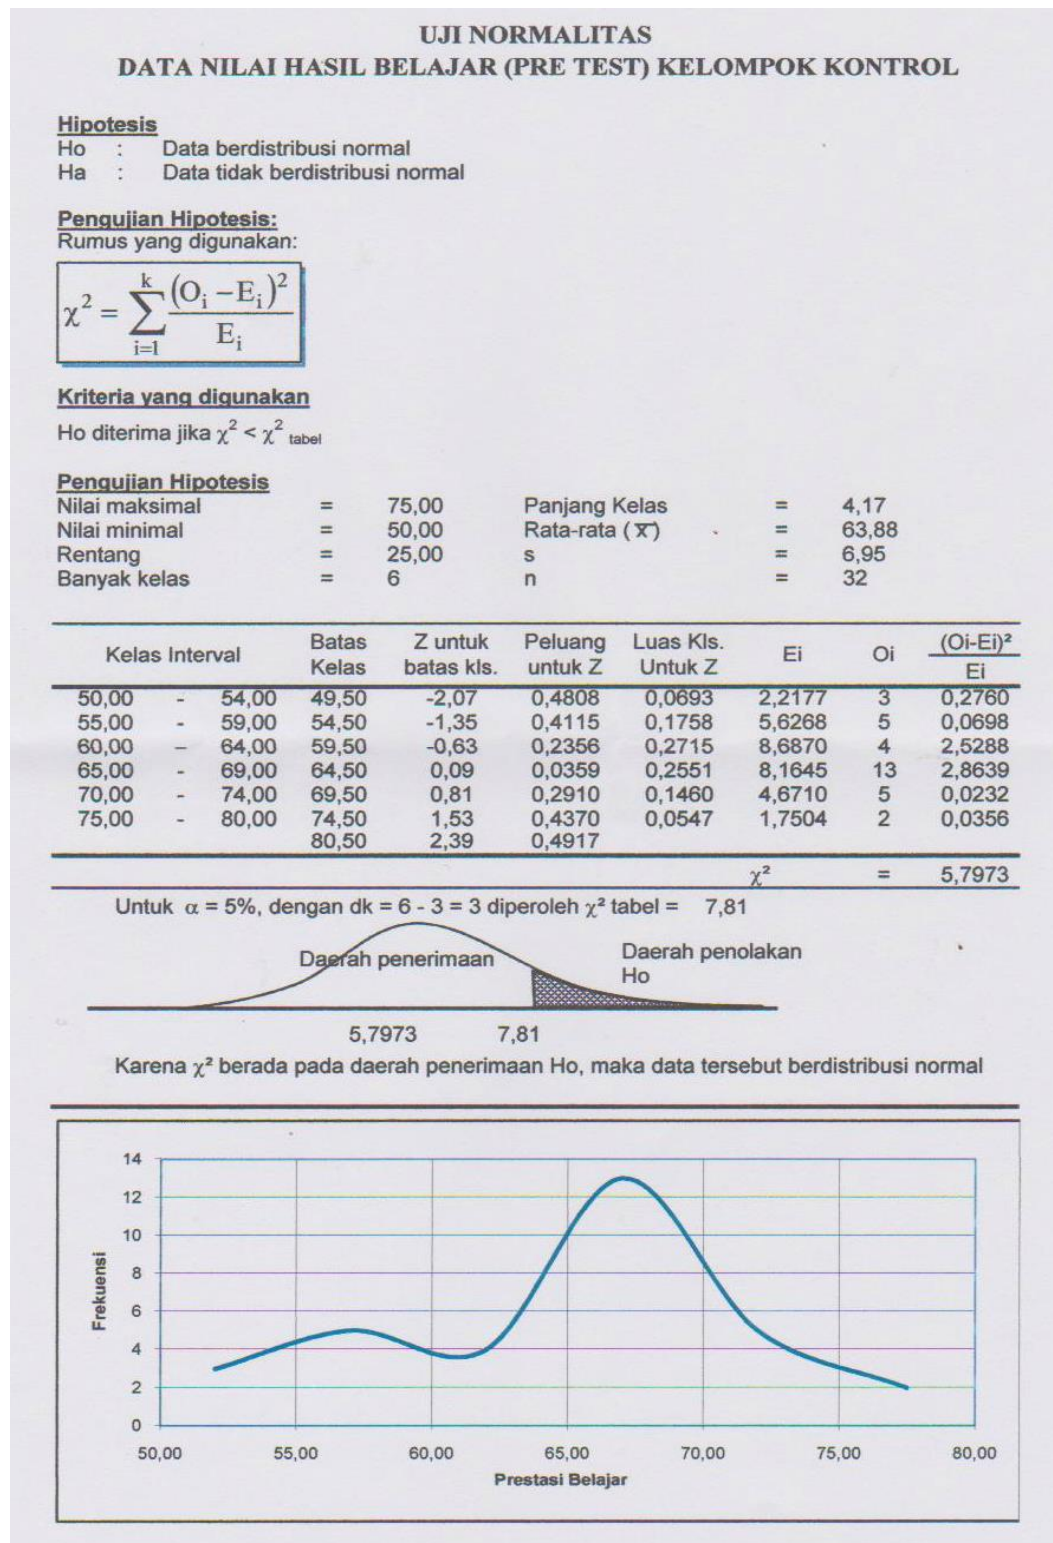 UJI NORMALITAS
DATA NILAI HASIL BELAJAR (PRE TEST) KELOMPOK KONTROL
Hipotesis
Ho : Data berdistribusi normal
Ha : Data tidak berdistribusi normal
Pengujian Hipotesis:
Rumus yang digunakan:
χ² = Σ (k, i=1) (Oᵢ – Eᵢ)² / Eᵢ
Kriteria yang digunakan
Ho diterima jika χ² < χ² tabel
Pengujian Hipotesis
Nilai maksimal = 75,00 Panjang Kelas = 4,17
Nilai minimal = 50,00 Rata-rata ( x̅ ) = 63,88
Rentang = 25,00 s = 6,95
Banyak kelas = 6 n = 32
Kelas Interval Batas Kelas Z untuk batas kls. Peluang untuk Z Luas Kls. Untuk Z Ei Oi (Oi-Ei)² / Ei
50,00 - 54,00 49,50 -2,07 0,4808 0,0693 2,2177 3 0,2760
55,00 - 59,00 54,50 -1,35 0,4115 0,1758 5,6268 5 0,0698
60,00 – 64,00 59,50 -0,63 0,2356 0,2715 8,6870 4 2,5288
65,00 - 69,00 64,50 0,09 0,0359 0,2551 8,1645 13 2,8639
70,00 - 74,00 69,50 0,81 0,2910 0,1460 4,6710 5 0,0232
75,00 - 80,00 74,50 1,53 0,4370 0,0547 1,7504 2 0,0356
80,50 2,39 0,4917
χ² = 5,7973
Untuk α = 5%, dengan dk = 6 - 3 = 3 diperoleh χ² tabel = 7,81
Daerah penerimaan Daerah penolakan
Ho
5,7973 7,81
Karena χ² berada pada daerah penerimaan Ho, maka data tersebut berdistribusi normal
14
12
10
8
6
4
2
0
Frekuensi
50,00 55,00 60,00 65,00 70,00 75,00 80,00
Prestasi Belajar